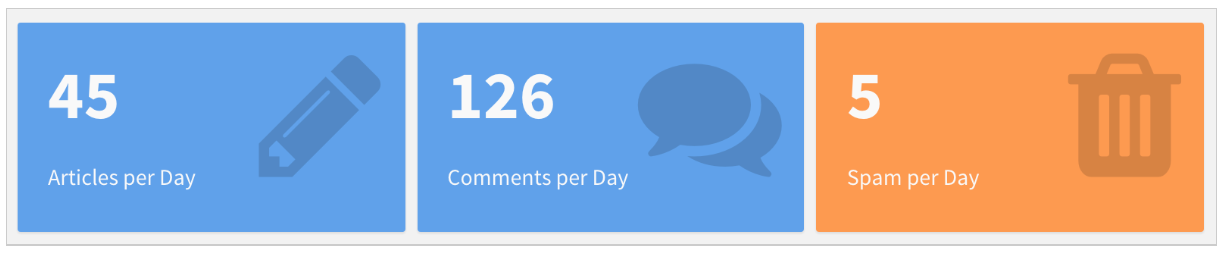 45
Articles per Day
126
Comments per Day
5
Spam per Day